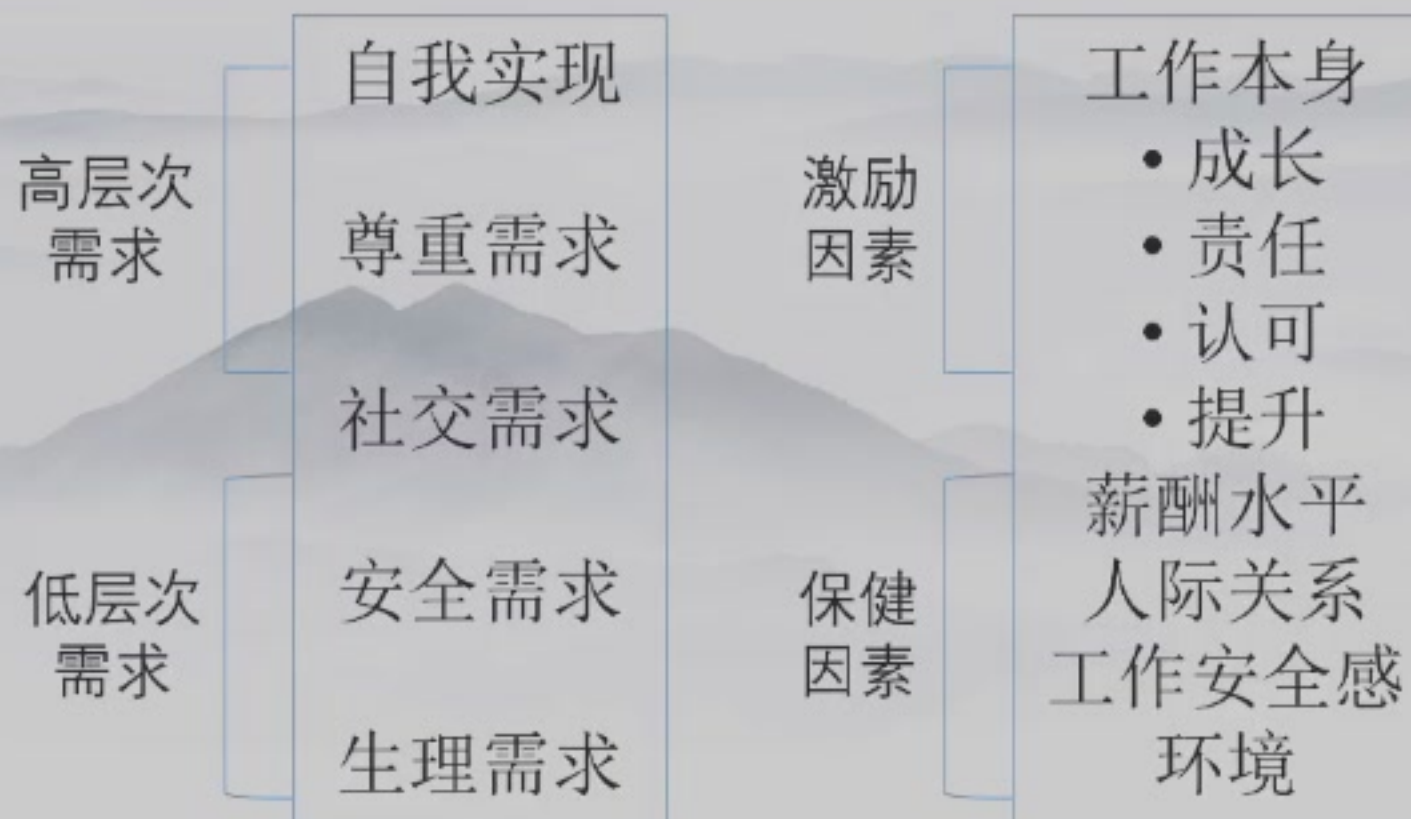 高层次
需求
自我实现
尊重需求
社交需求
低层次
需求
安全需求
生理需求
激励
因素
工作本身
• 成长
• 责任
• 认可
• 提升
保健
因素
薪酬水平
人际关系
工作安全感
环境